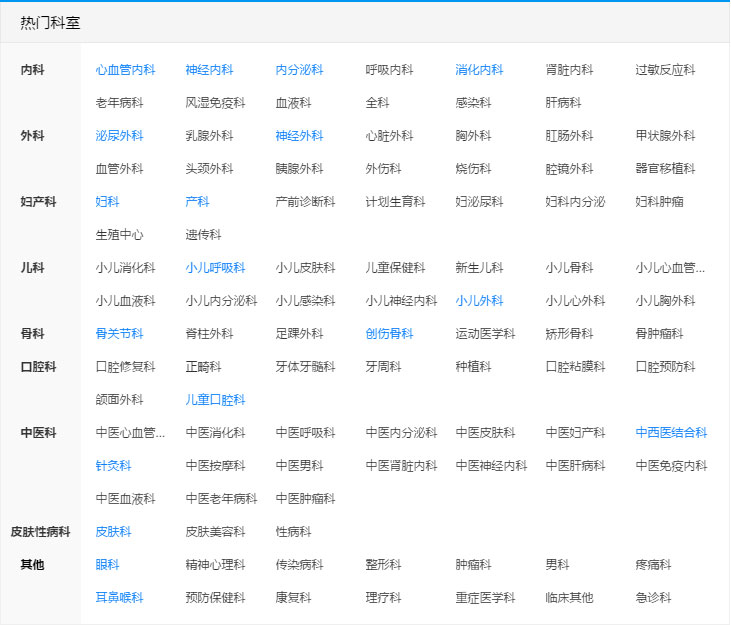 热门科室
内科 心血管内科 神经内科 内分泌科 呼吸内科 消化内科 肾脏内科 过敏反应科
老年病科 风湿免疫科 血液科 全科 感染科 肝病科
外科 泌尿外科 乳腺外科 神经外科 心脏外科 胸外科 肛肠外科 甲状腺外科
血管外科 头颈外科 胰腺外科 外伤科 烧伤科 腔镜外科 器官移植科
妇产科 妇科 产科 产前诊断科 计划生育科 妇泌尿科 妇科内分泌 妇科肿瘤
生殖中心 遗传科
儿科 小儿消化科 小儿呼吸科 小儿皮肤科 儿童保健科 新生儿科 小儿骨科 小儿心血管...
小儿血液科 小儿内分泌科 小儿感染科 小儿神经内科 小儿外科 小儿心外科 小儿胸外科
骨科 骨关节科 脊柱外科 足踝外科 创伤骨科 运动医学科 矫形骨科 骨肿瘤科
口腔科 口腔修复科 正畸科 牙体牙髓科 牙周科 种植科 口腔粘膜科 口腔预防科
颌面外科 儿童口腔科
中医科 中医心血管... 中医消化科 中医呼吸科 中医内分泌科 中医皮肤科 中医妇产科 中西医结合科
针灸科 中医按摩科 中医男科 中医肾脏内科 中医神经内科 中医肝病科 中医免疫内科
中医血液科 中医老年病科 中医肿瘤科
皮肤性病科 皮肤科 皮肤美容科 性病科
其他 眼科 精神心理科 传染病科 整形科 肿瘤科 男科 疼痛科
耳鼻喉科 预防保健科 康复科 理疗科 重症医学科 临床其他 急诊科